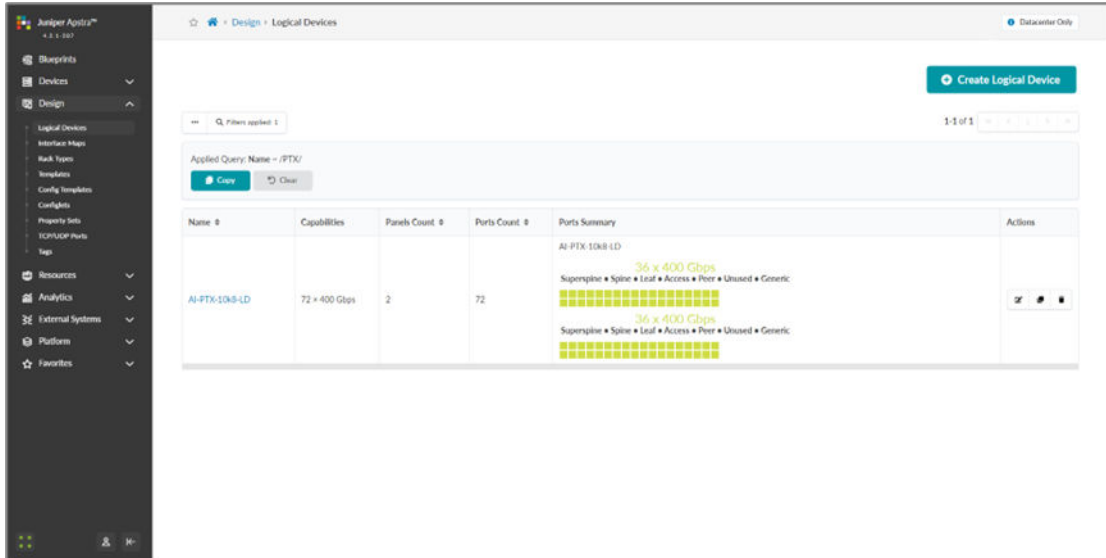 Juniper Apstra™
Design
Logical Devices
Datacenter Only
Blueprints
Devices
Design
Logical Devices
Interface Maps
Rack Types
Templates
Config Templates
Configlets
Property Sets
TCP/UDP Ports
Tags
Resources
Analytics
External Systems
Platform
Favorites
Create Logical Device
Filters applied: 1
1-1 of 1
Applied Query: Name ~ /PTX/
Copy
Clear
Name
Capabilities
Panels Count
Ports Count
Ports Summary
Actions
AI-PTX-10k8-LD
72 × 400 Gbps
2
72
AI-PTX-10k8-LD
36 x 400 Gbps
Superspine • Spine • Leaf • Access • Peer • Unused • Generic
36 x 400 Gbps
Superspine • Spine • Leaf • Access • Peer • Unused • Generic